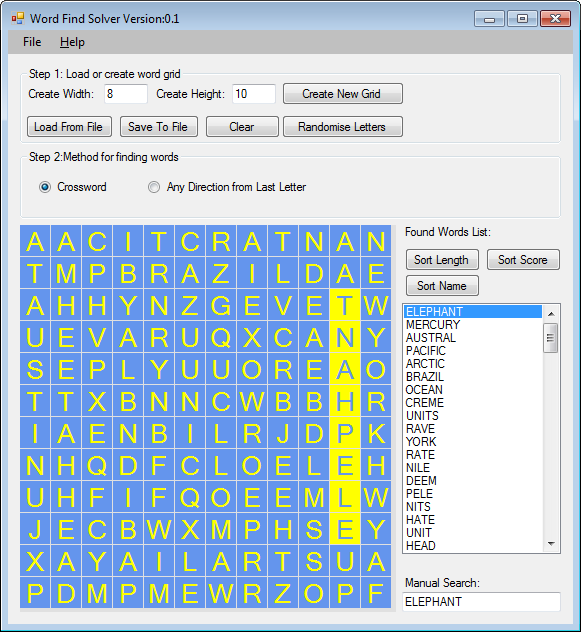 Word Find Solver Version:0.1
File Help
Step 1: Load or create word grid
Create Width: 8 Create Height: 10 Create New Grid
Load From File Save To File Clear Randomise Letters
Step 2:Method for finding words
Crossword Any Direction from Last Letter
A A C I T C R A T N A N
T M P B R A Z I L D A E
A H H Y N Z G E V E T W
U E V A R U Q X C A N Y
S E P L Y U U O R E A O
T T X B N N C W B B H R
I A E N B I L R J D P K
N H Q D F C L O E L E H
U H F I F Q O E E M L W
J E C B W X M P H S E Y
X A Y A I L A R T S U A
P D M P M E W R Z O P F
Found Words List:
Sort Length Sort Score
Sort Name
ELEPHANT
MERCURY
AUSTRAL
PACIFIC
ARCTIC
BRAZIL
OCEAN
CREME
UNITS
RAVE
YORK
RATE
NILE
DEEM
PELE
NITS
HATE
UNIT
HEAD
Manual Search:
ELEPHANT